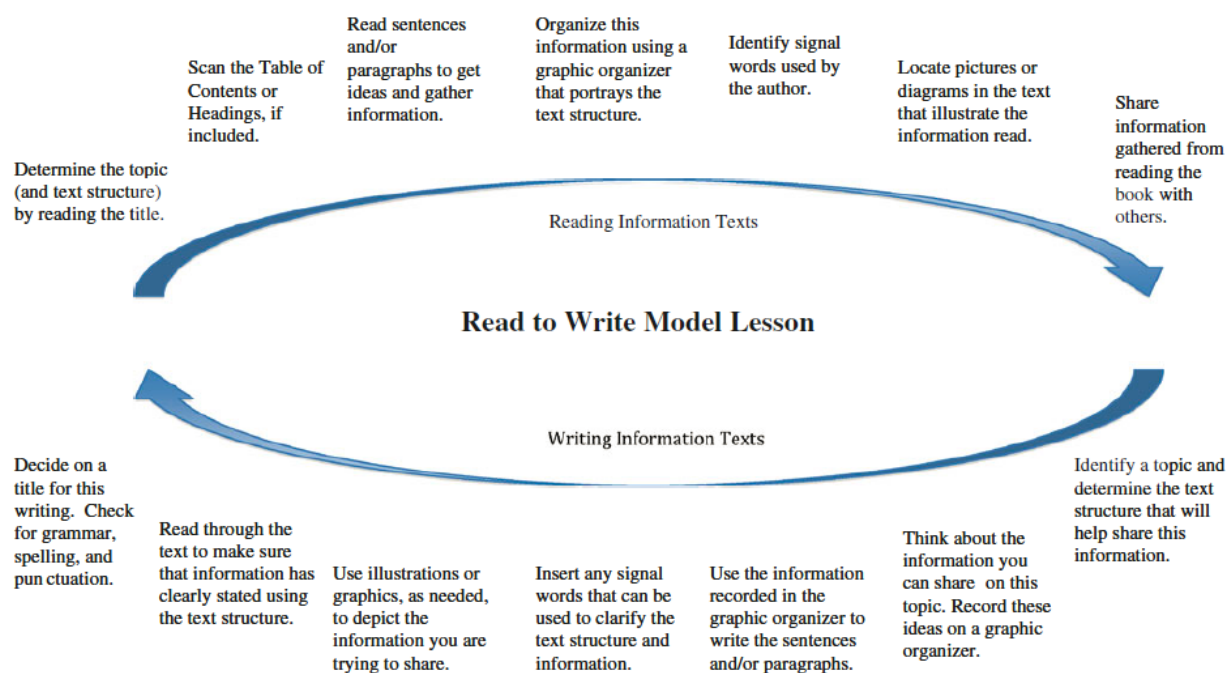 Determine the topic
(and text structure)
by reading the title.
Scan the Table of
Contents or
Headings, if
included.
Read sentences
and/or
paragraphs to get
ideas and gather
information.
Organize this
information using a
graphic organizer
that portrays the
text structure.
Identify signal
words used by
the author.
Locate pictures or
diagrams in the text
that illustrate the
information read.
Share
information
gathered from
reading the
book with
others.
Reading Information Texts
Read to Write Model Lesson
Writing Information Texts
Identify a topic and
determine the text
structure that will
help share this
information.
Think about the
information you
can share on this
topic. Record these
ideas on a graphic
organizer.
Use the information
recorded in the
graphic organizer to
write the sentences
and/or paragraphs.
Insert any signal
words that can be
used to clarify the
text structure and
information.
Use illustrations or
graphics, as needed,
to depict the
information you are
trying to share.
Read through the
text to make sure
that information has
clearly stated using
the text structure.
Decide on a
title for this
writing. Check
for grammar,
spelling, and
pun ctuation.